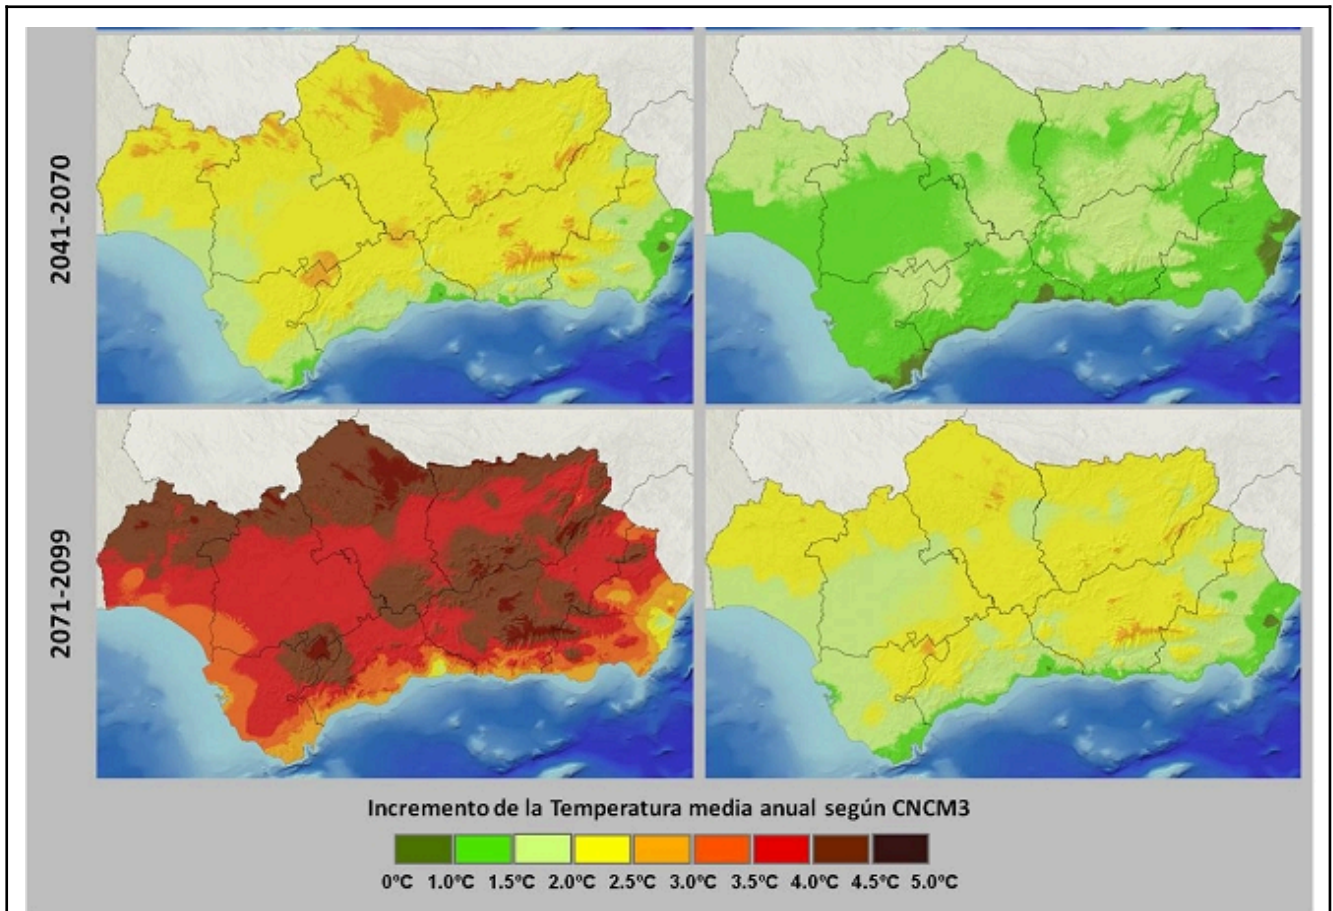 2041-2070
2071-2099
Incremento de la Temperatura media anual según CNCM3
0ºC 1.0ºC 1.5ºC 2.0ºC 2.5ºC 3.0ºC 3.5ºC 4.0ºC 4.5ºC 5.0ºC